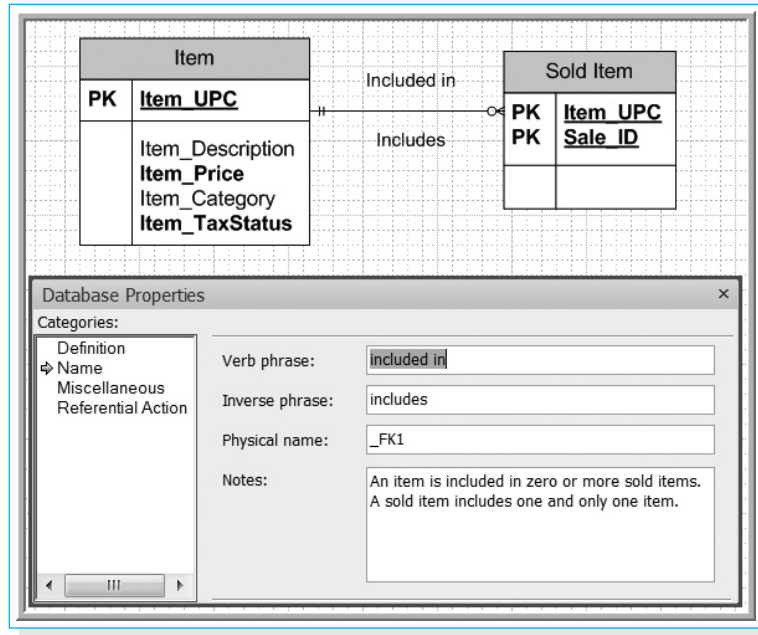 Item
PK Item_UPC
Item_Description
Item_Price
Item_Category
Item_TaxStatus
Included in
Includes
Sold Item
PK Item_UPC
PK Sale_ID
Database Properties ×
Categories:
Definition
Name
Miscellaneous
Referential Action
Verb phrase: included in
Inverse phrase: includes
Physical name: _FK1
Notes: An item is included in zero or more sold items.
A sold item includes one and only one item.